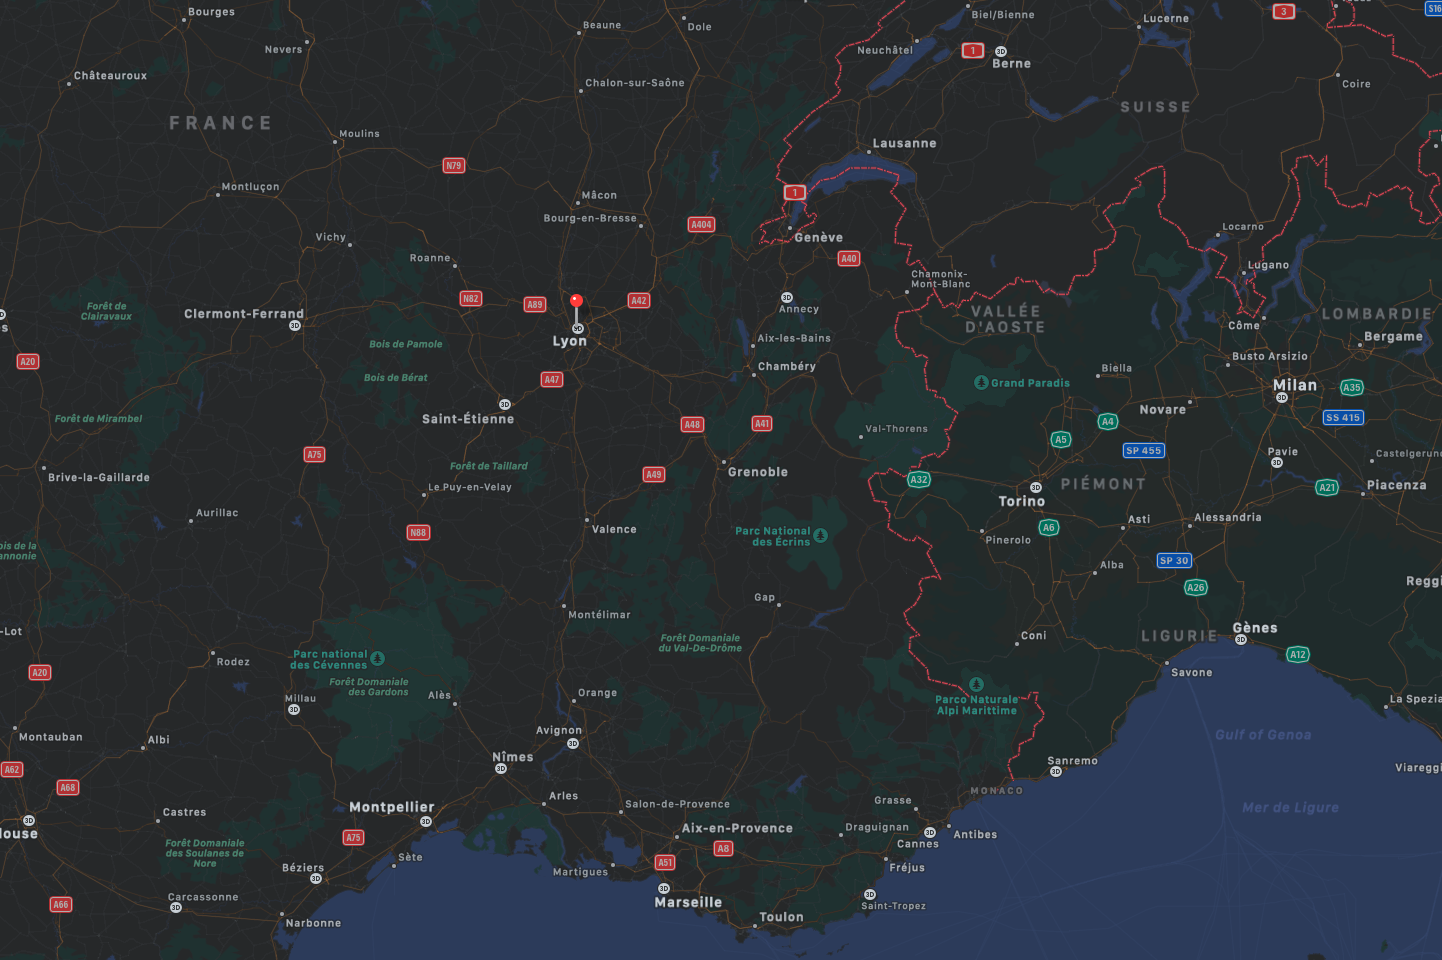 Bourges
Beaune
Dole
Biel/Bienne
Lucerne
3
S16
Nevers
Neuchâtel
1
Berne
Châteauroux
Chalon-sur-Saône
Coire
SUISSE
FRANCE
Moulins
Lausanne
N79
Montluçon
Mâcon
1
Bourg-en-Bresse
A404
Genève
Locarno
Vichy
Roanne
A40
Lugano
Chamonix-
Mont-Blanc
Forêt de
Clairavaux
N82
A89
A42
Annecy
Clermont-Ferrand
VALLÉE
D'AOSTE
LOMBARDIE
Côme
Bergame
Lyon
Bois de Pamole
Aix-les-Bains
Busto Arsizio
A20
Chambéry
Biella
Bois de Bérat
A47
Grand Paradis
Milan
A35
Novare
Saint-Étienne
Forêt de Mirabel
A48
A41
Val-Thorens
A4
SS 415
A5
SP 455
Pavie
A75
Castelgerun
Forêt de Taillard
A49
Grenoble
Brive-la-Gaillarde
Le Puy-en-Velay
A32
PIÉMONT
Torino
A21
Piacenza
Aurillac
Valence
Asti
Alessandria
N88
Parc National
des Écrins
A6
Pinerolo
ois de la
annonie
SP 30
Alba
A26
Reggi
Gap
Montélimar
-Lot
Forêt Domaniale
du Val-De-Drôme
Coni
LIGURIE
Gênes
Parc national
des Cévennes
Rodez
A12
A20
Savone
Forêt Domaniale
des Gardons
Millau
Alès
Orange
Parco Naturale
Alpi Marittime
La Spezia
Montauban
Albi
Avignon
Gulf of Genoa
Nîmes
Sanremo
A62
Viareggi
A68
MONACO
Arles
Salon-de-Provence
Grasse
Mer de Ligure
Castres
Montpellier
louse
Aix-en-Provence
Draguignan
Antibes
A75
Cannes
Forêt Domaniale
des Soulanes de
Nore
A8
Sète
A51
Béziers
Martigues
Fréjus
Carcassonne
A66
Marseille
Saint-Tropez
Narbonne
Toulon